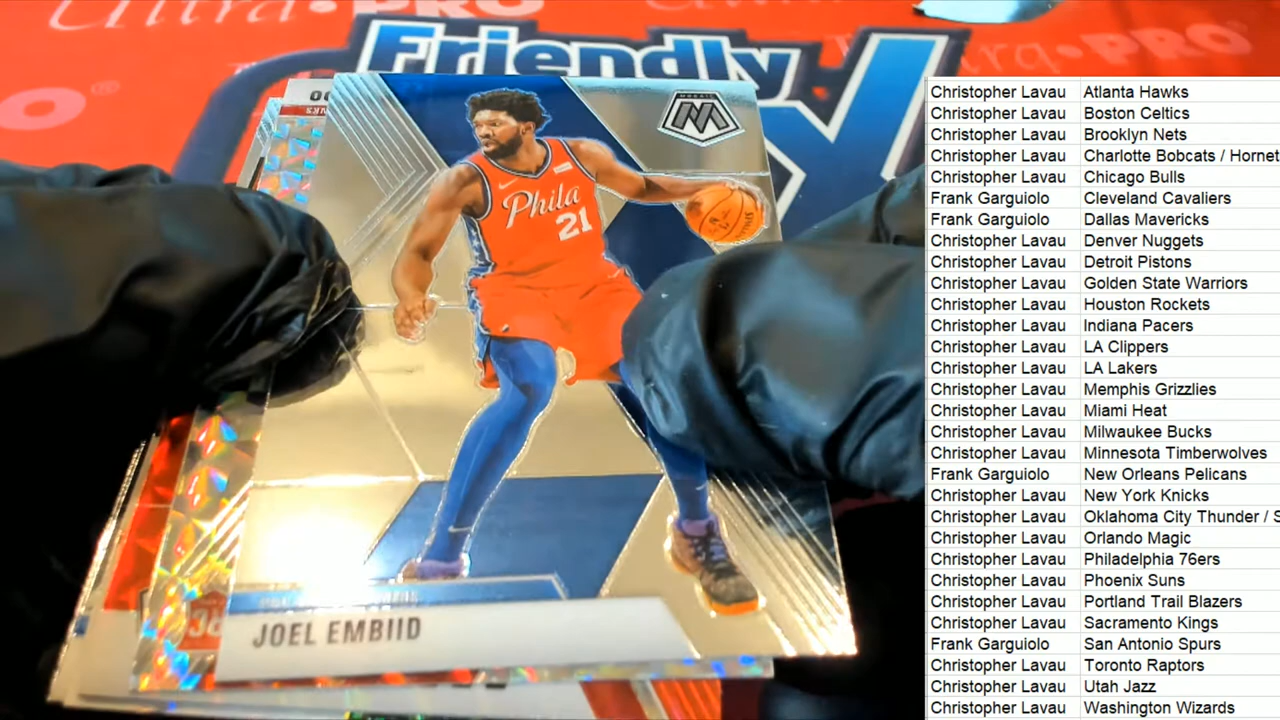 Ultra•PRO
Ultra•PRO
Friendly
MOSAIC
M
Phila
21
JOEL EMBIID
Christopher Lavau Atlanta Hawks
Christopher Lavau Boston Celtics
Christopher Lavau Brooklyn Nets
Christopher Lavau Charlotte Bobcats / Hornet
Christopher Lavau Chicago Bulls
Frank Garguiolo Cleveland Cavaliers
Frank Garguiolo Dallas Mavericks
Christopher Lavau Denver Nuggets
Christopher Lavau Detroit Pistons
Christopher Lavau Golden State Warriors
Christopher Lavau Houston Rockets
Christopher Lavau Indiana Pacers
Christopher Lavau LA Clippers
Christopher Lavau LA Lakers
Christopher Lavau Memphis Grizzlies
Christopher Lavau Miami Heat
Christopher Lavau Milwaukee Bucks
Christopher Lavau Minnesota Timberwolves
Frank Garguiolo New Orleans Pelicans
Christopher Lavau New York Knicks
Christopher Lavau Oklahoma City Thunder / S
Christopher Lavau Orlando Magic
Christopher Lavau Philadelphia 76ers
Christopher Lavau Phoenix Suns
Christopher Lavau Portland Trail Blazers
Christopher Lavau Sacramento Kings
Frank Garguiolo San Antonio Spurs
Christopher Lavau Toronto Raptors
Christopher Lavau Utah Jazz
Christopher Lavau Washington Wizards